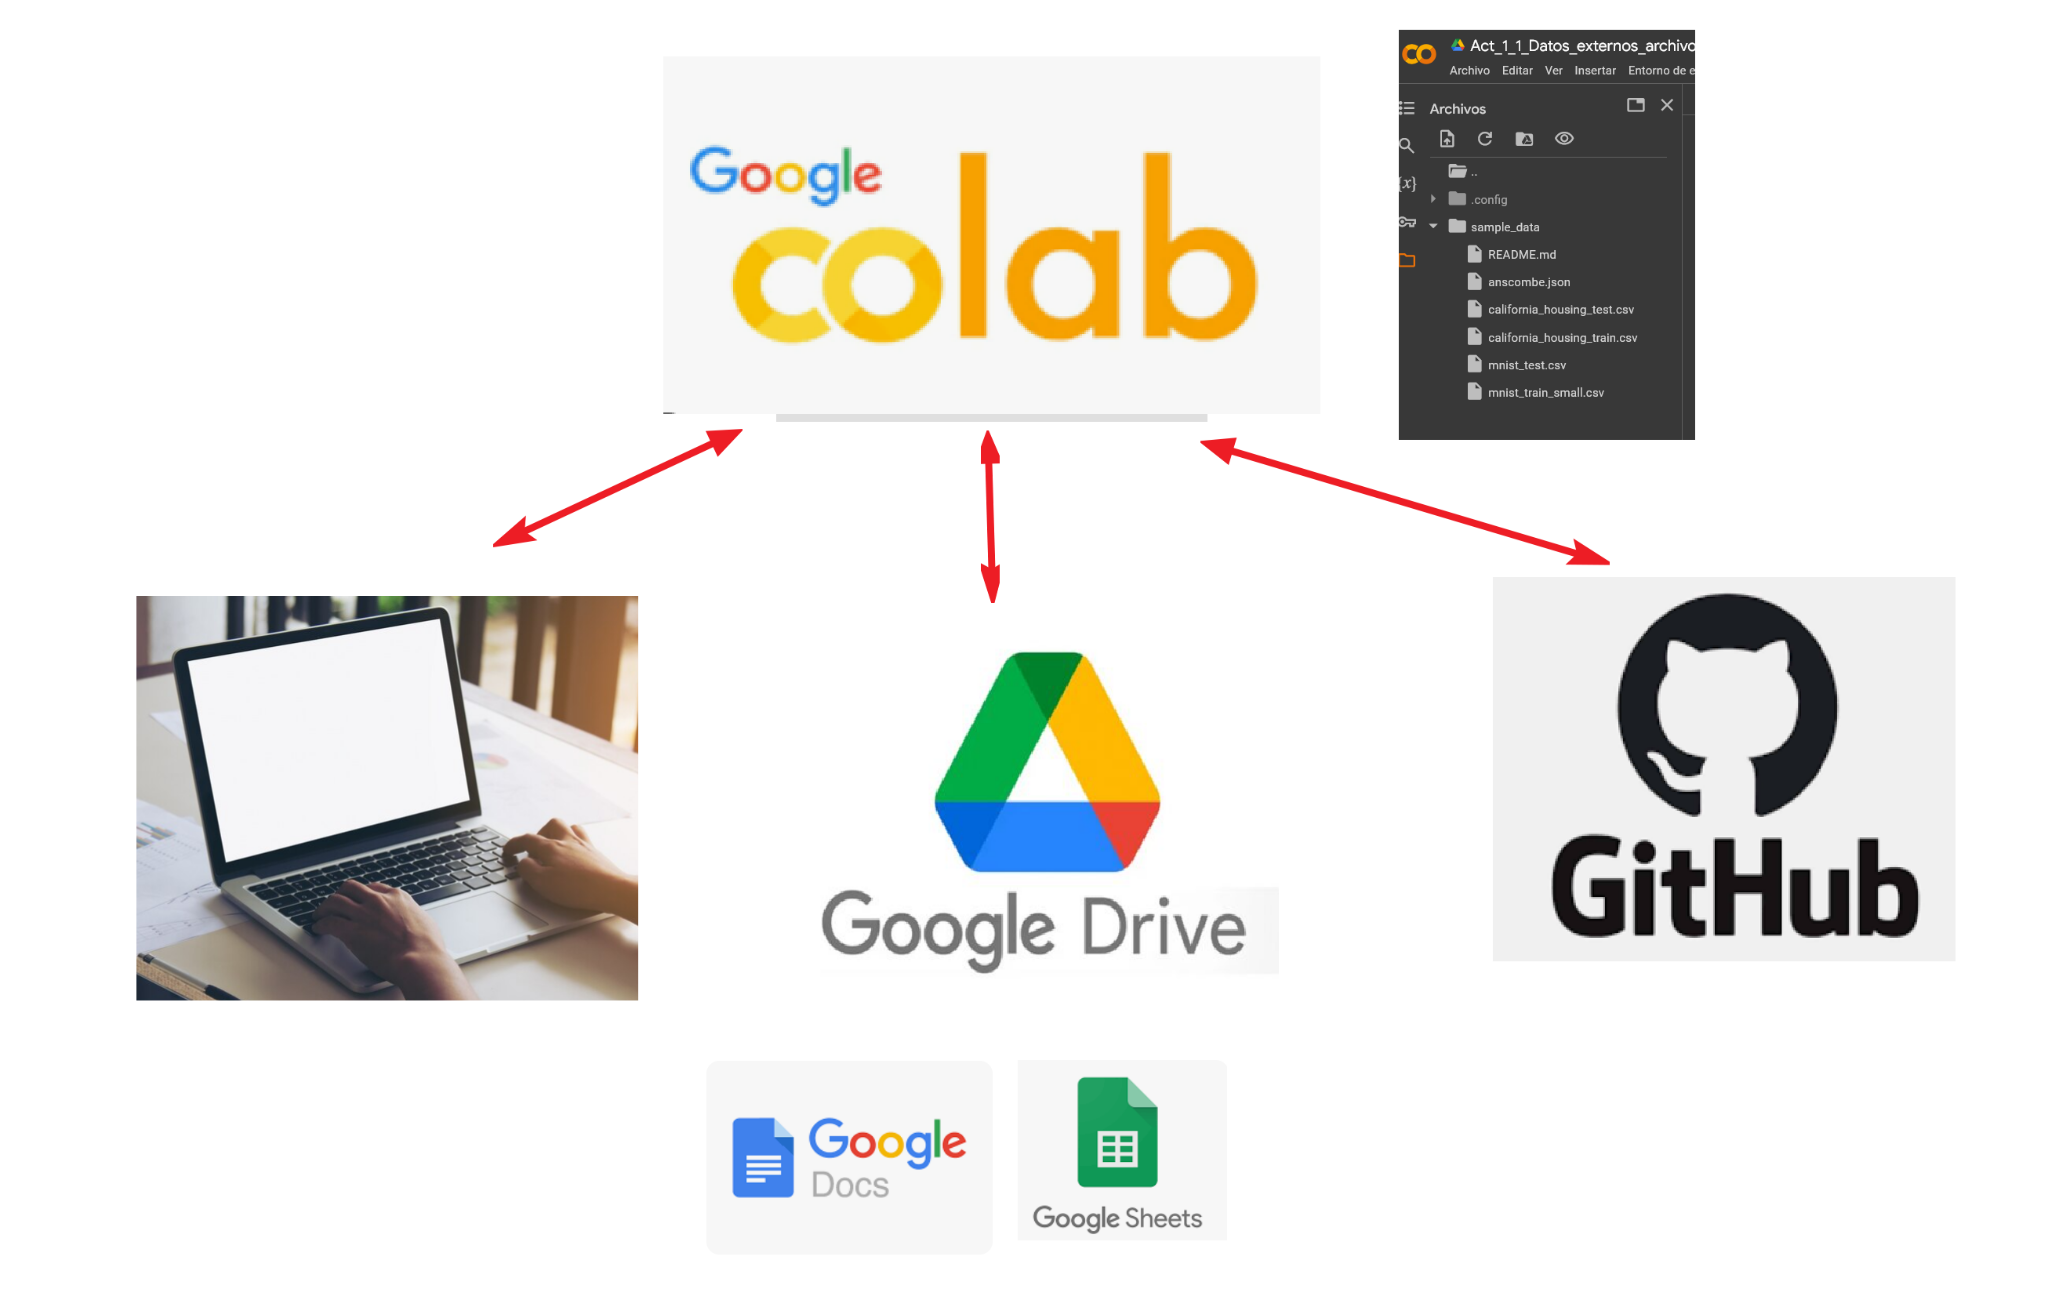 Google
colab
Act_1_1_Datos_externos_archivo
Archivo Editar Ver Insertar Entorno de e
Archivos
{x}
..
.config
sample_data
README.md
anscombe.json
california_housing_test.csv
california_housing_train.csv
mnist_test.csv
mnist_train_small.csv
Google Drive
GitHub
Google
Docs
Google Sheets